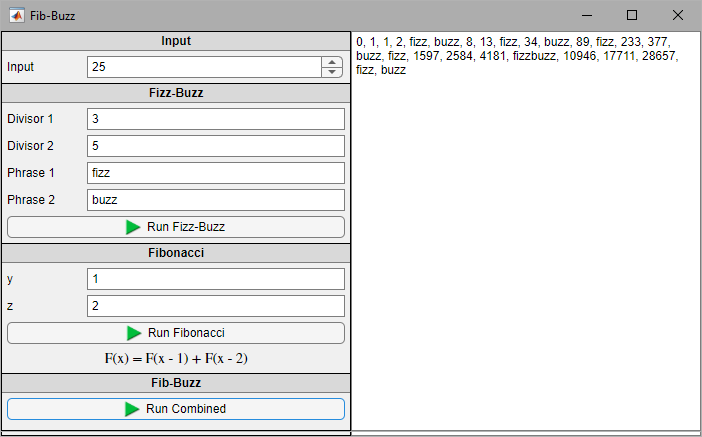 Fib-Buzz
Input
Input
25
Fizz-Buzz
Divisor 1
3
Divisor 2
5
Phrase 1
fizz
Phrase 2
buzz
Run Fizz-Buzz
Fibonacci
y
1
z
2
Run Fibonacci
F(x) = F(x - 1) + F(x - 2)
Fib-Buzz
Run Combined
0, 1, 1, 2, fizz, buzz, 8, 13, fizz, 34, buzz, 89, fizz, 233, 377,
buzz, fizz, 1597, 2584, 4181, fizzbuzz, 10946, 17711, 28657,
fizz, buzz